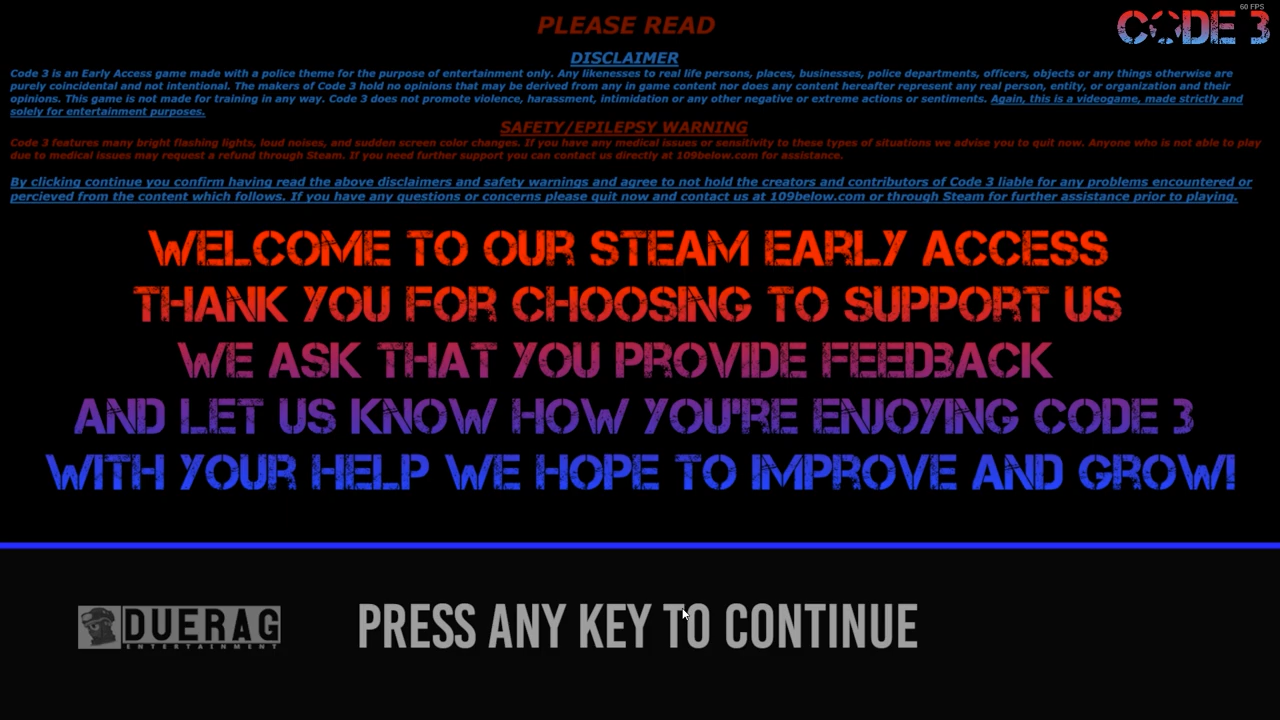 60 FPS
PLEASE READ
CODE 3
DISCLAIMER
Code 3 is an Early Access game made with a police theme for the purpose of entertainment only. Any likenesses to real life persons, places, businesses, police departments, officers, objects or any things otherwise are
purely coincidental and not intentional. The makers of Code 3 hold no opinions that may be derived from any in game content nor does any content hereafter represent any real person, entity, or organization and their
opinions. This game is not made for training in any way. Code 3 does not promote violence, harassment, intimidation or any other negative or extreme actions or sentiments. Again, this is a videogame, made strictly and
solely for entertainment purposes.
SAFETY/EPILEPSY WARNING
Code 3 features many bright flashing lights, loud noises, and sudden screen color changes. If you have any medical issues or sensitivity to these types of situations we advise you to quit now. Anyone who is not able to play
due to medical issues may request a refund through Steam. If you need further support you can contact us directly at 109below.com for assistance.
By clicking continue you confirm having read the above disclaimers and safety warnings and agree to not hold the creators and contributors of Code 3 liable for any problems encountered or
percieved from the content which follows. If you have any questions or concerns please quit now and contact us at 109below.com or through Steam for further assistance prior to playing.
WELCOME TO OUR STEAM EARLY ACCESS
THANK YOU FOR CHOOSING TO SUPPORT US
WE ASK THAT YOU PROVIDE FEEDBACK
AND LET US KNOW HOW YOU'RE ENJOYING CODE 3
WITH YOUR HELP WE HOPE TO IMPROVE AND GROW!
DUERAG
ENTERTAINMENT
PRESS ANY KEY TO CONTINUE